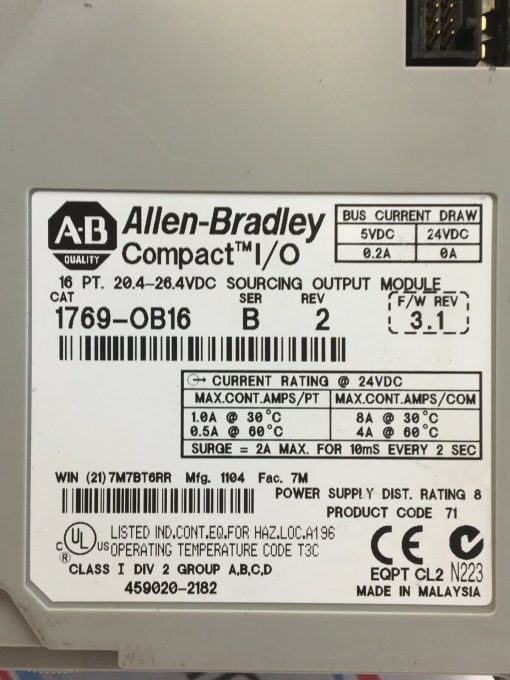 A-B
QUALITY
Allen-Bradley
Compact™ I/O
BUS CURRENT DRAW
5VDC 24VDC
0.2A 0A
16 PT. 20.4-26.4VDC SOURCING OUTPUT MODULE
CAT SER REV F/W REV
1769-OB16 B 2 3.1
CURRENT RATING @ 24VDC
MAX.CONT.AMPS/PT MAX.CONT.AMPS/COM
1.0A @ 30°C 8A @ 30°C
0.5A @ 60°C 4A @ 60°C
SURGE = 2A MAX. FOR 10mS EVERY 2 SEC
WIN (21) 7M7BT6RR Mfg. 1104 Fac. 7M
POWER SUPPLY DIST. RATING 8
PRODUCT CODE 71
c UL US ®
LISTED IND.CONT.EQ.FOR HAZ.LOC.A196
OPERATING TEMPERATURE CODE T3C
CLASS I DIV 2 GROUP A,B,C,D
459020-2182
CE
EQPT CL2 N223
MADE IN MALAYSIA